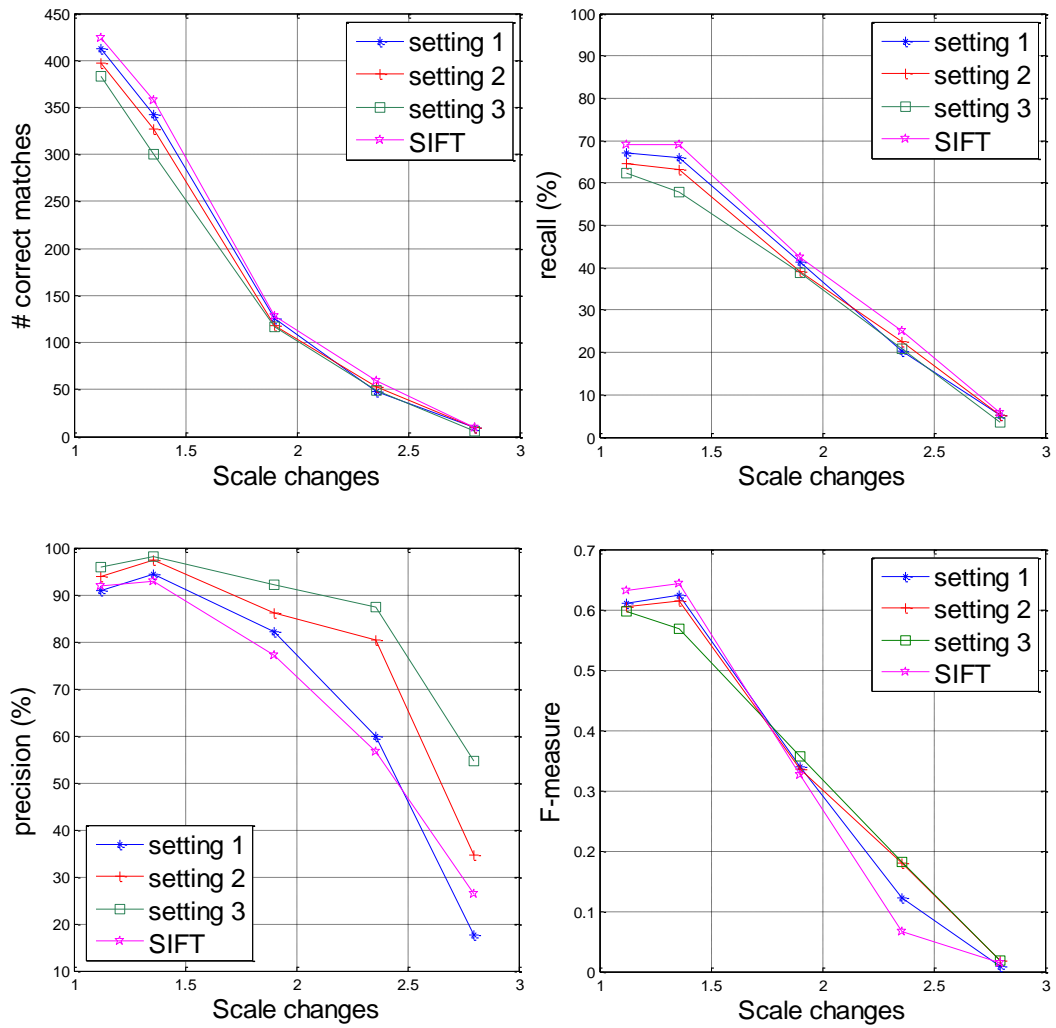 450
400
350
300
250
200
150
100
50
0
1
1.5
2
2.5
3
# correct matches
Scale changes
setting 1
setting 2
setting 3
SIFT
100
90
80
70
60
50
40
30
20
10
0
1
1.5
2
2.5
3
recall (%)
Scale changes
setting 1
setting 2
setting 3
SIFT
100
90
80
70
60
50
40
30
20
10
1
1.5
2
2.5
3
precision (%)
Scale changes
setting 1
setting 2
setting 3
SIFT
0.7
0.6
0.5
0.4
0.3
0.2
0.1
0
1
1.5
2
2.5
3
F-measure
Scale changes
setting 1
setting 2
setting 3
SIFT